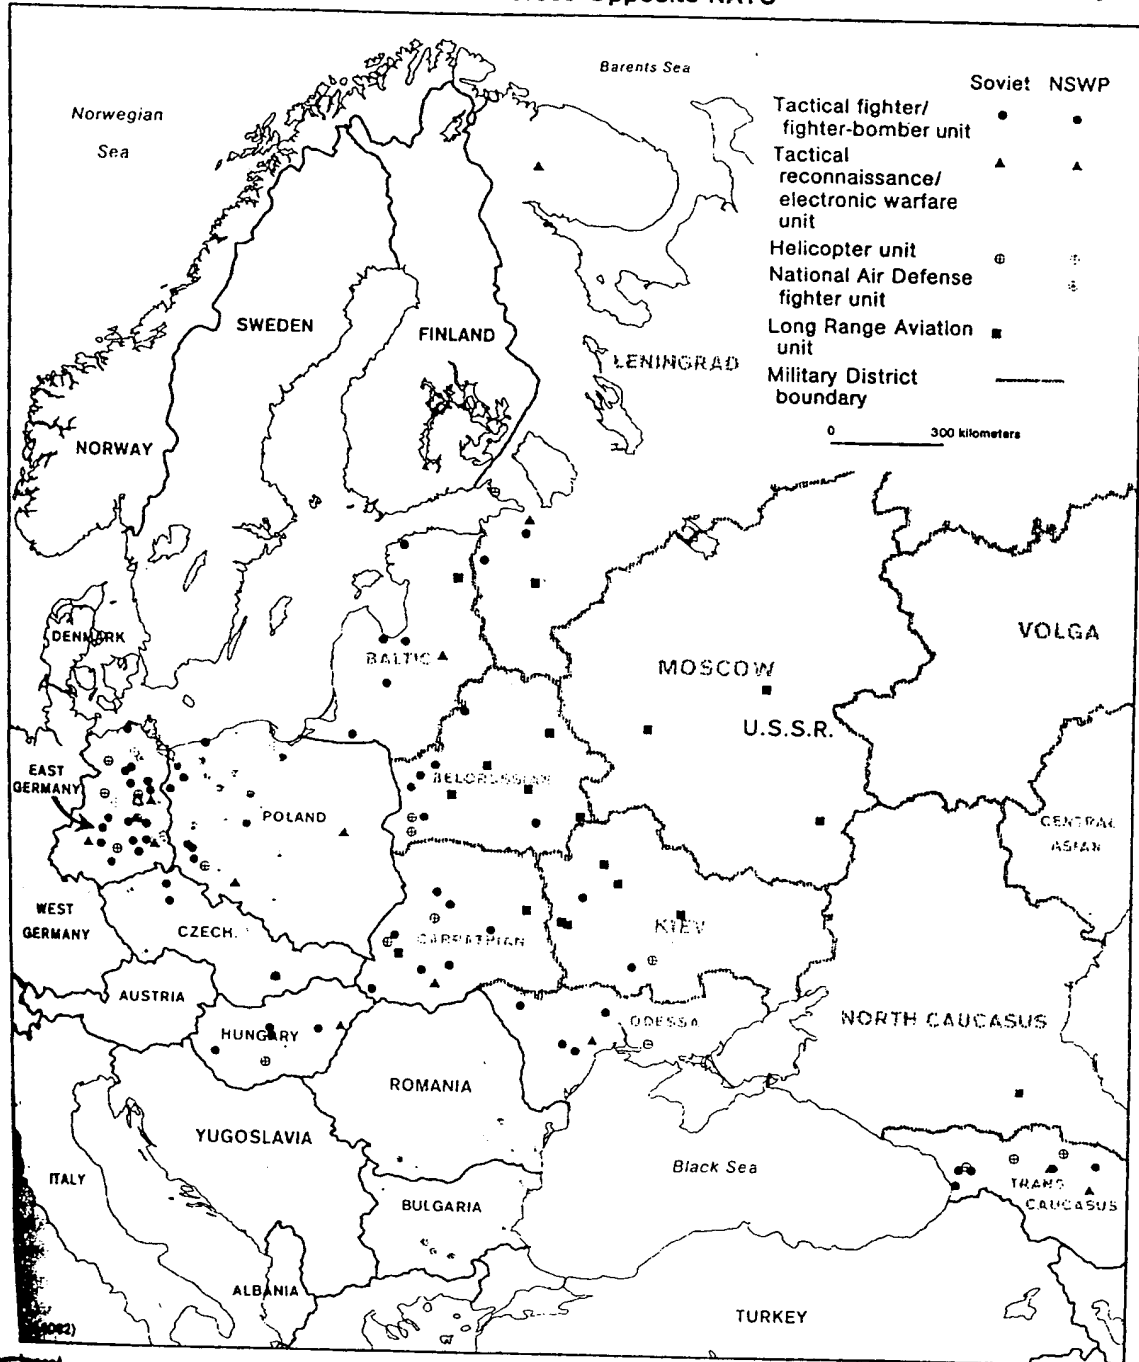 Opposite NATO
Barents Sea
Norwegian
Sea
Soviet NSWP
Tactical fighter/
fighter-bomber unit
Tactical
reconnaissance/
electronic warfare
unit
Helicopter unit
National Air Defense
fighter unit
Long Range Aviation
unit
Military District
boundary
0 300 kilometers
SWEDEN
FINLAND
LENINGRAD
NORWAY
DENMARK
BALTIC
MOSCOW
VOLGA
U.S.S.R.
EAST
GERMANY
POLAND
BELORUSSIAN
CENTRAL
ASIAN
WEST
GERMANY
CZECH.
CARPATHIAN
KIEV
AUSTRIA
HUNGARY
ODESSA
NORTH CAUCASUS
ROMANIA
YUGOSLAVIA
ITALY
Black Sea
TRANS
CAUCASUS
BULGARIA
ALBANIA
TURKEY